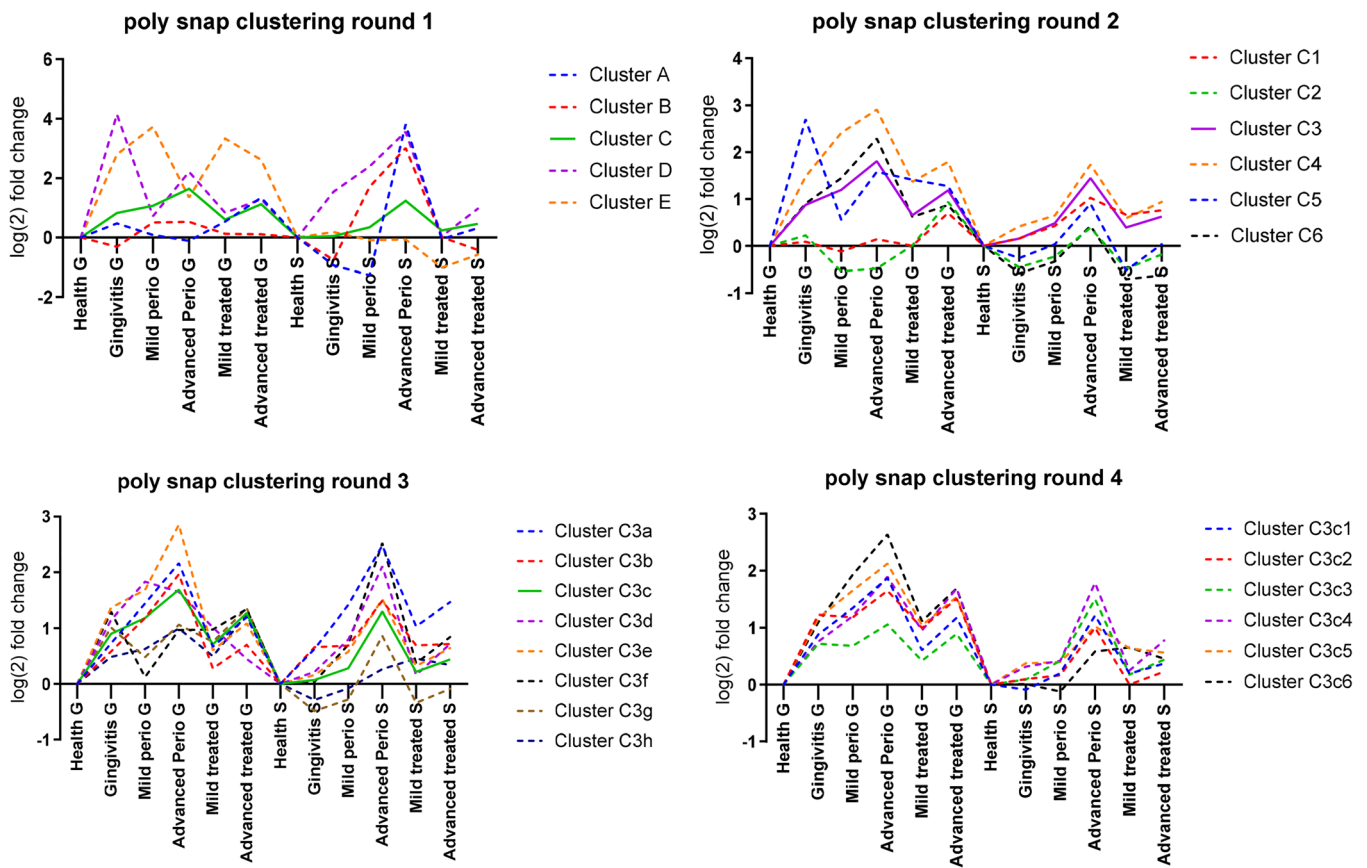 poly snap clustering round 1
log(2) fold change
6
4
2
0
-2
Health G
Gingivitis G
Mild perio G
Advanced Perio G
Mild treated G
Advanced treated G
Health S
Gingivitis S
Mild perio S
Advanced Perio S
Mild treated S
Advanced treated S
Cluster A
Cluster B
Cluster C
Cluster D
Cluster E
poly snap clustering round 2
log(2) fold change
4
3
2
1
0
-1
Health G
Gingivitis G
Mild perio G
Advanced Perio G
Mild treated G
Advanced treated G
Health S
Gingivitis S
Mild perio S
Advanced Perio S
Mild treated S
Advanced treated S
Cluster C1
Cluster C2
Cluster C3
Cluster C4
Cluster C5
Cluster C6
poly snap clustering round 3
log(2) fold change
3
2
1
0
-1
Health G
Gingivitis G
Mild perio G
Advanced Perio G
Mild treated G
Advanced treated G
Health S
Gingivitis S
Mild perio S
Advanced Perio S
Mild treated S
Advanced treated S
Cluster C3a
Cluster C3b
Cluster C3c
Cluster C3d
Cluster C3e
Cluster C3f
Cluster C3g
Cluster C3h
poly snap clustering round 4
log(2) fold change
3
2
1
0
-1
Health G
Gingivitis G
Mild perio G
Advanced Perio G
Mild treated G
Advanced treated G
Health S
Gingivitis S
Mild perio S
Advanced Perio S
Mild treated S
Advanced treated S
Cluster C3c1
Cluster C3c2
Cluster C3c3
Cluster C3c4
Cluster C3c5
Cluster C3c6